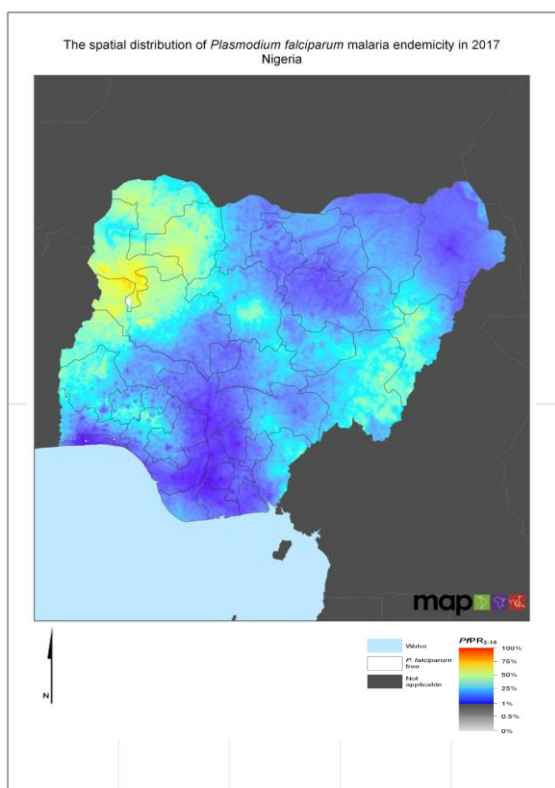 The spatial distribution of Plasmodium falciparum malaria endemicity in 2017
Nigeria
map
N
Water
P. falciparum
free
Not
applicable
PfPR2-10
100%
75%
50%
25%
1%
0.5%
0%